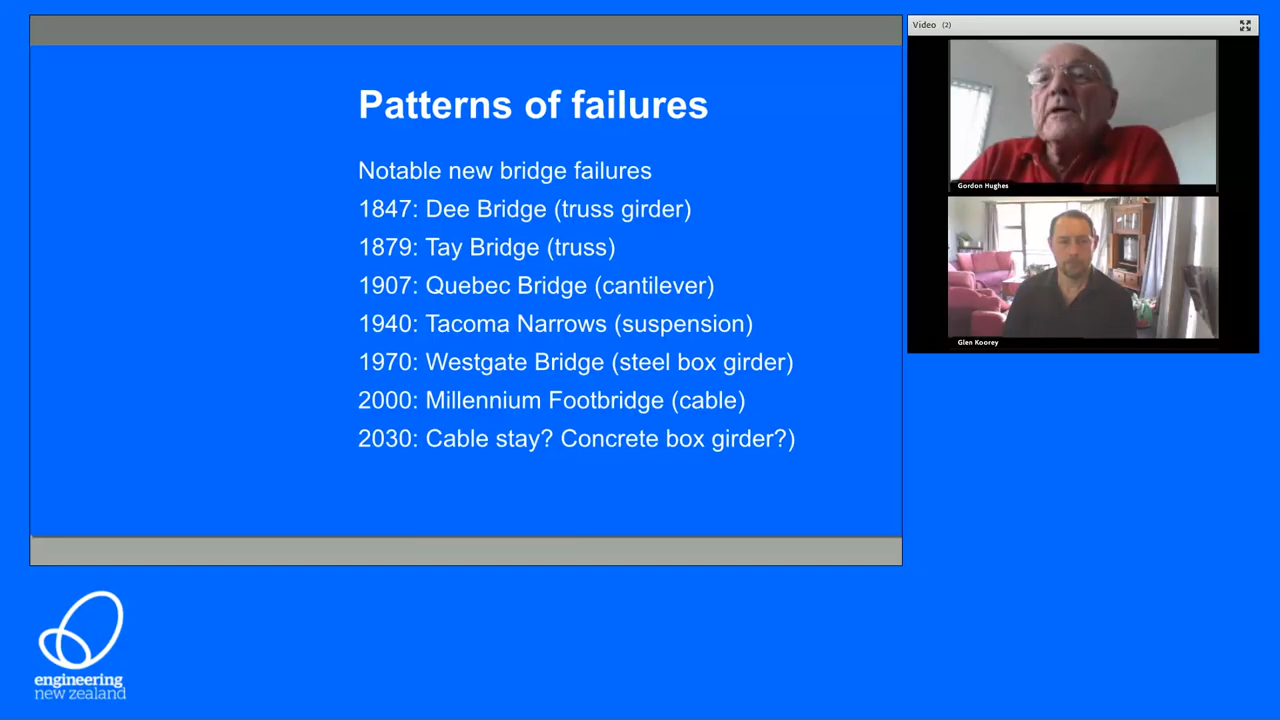 Patterns of failures
Notable new bridge failures
1847: Dee Bridge (truss girder)
1879: Tay Bridge (truss)
1907: Quebec Bridge (cantilever)
1940: Tacoma Narrows (suspension)
1970: Westgate Bridge (steel box girder)
2000: Millennium Footbridge (cable)
2030: Cable stay? Concrete box girder?)
Video (2)
Gordon Hughes
Glen Koorey
engineering
new zealand